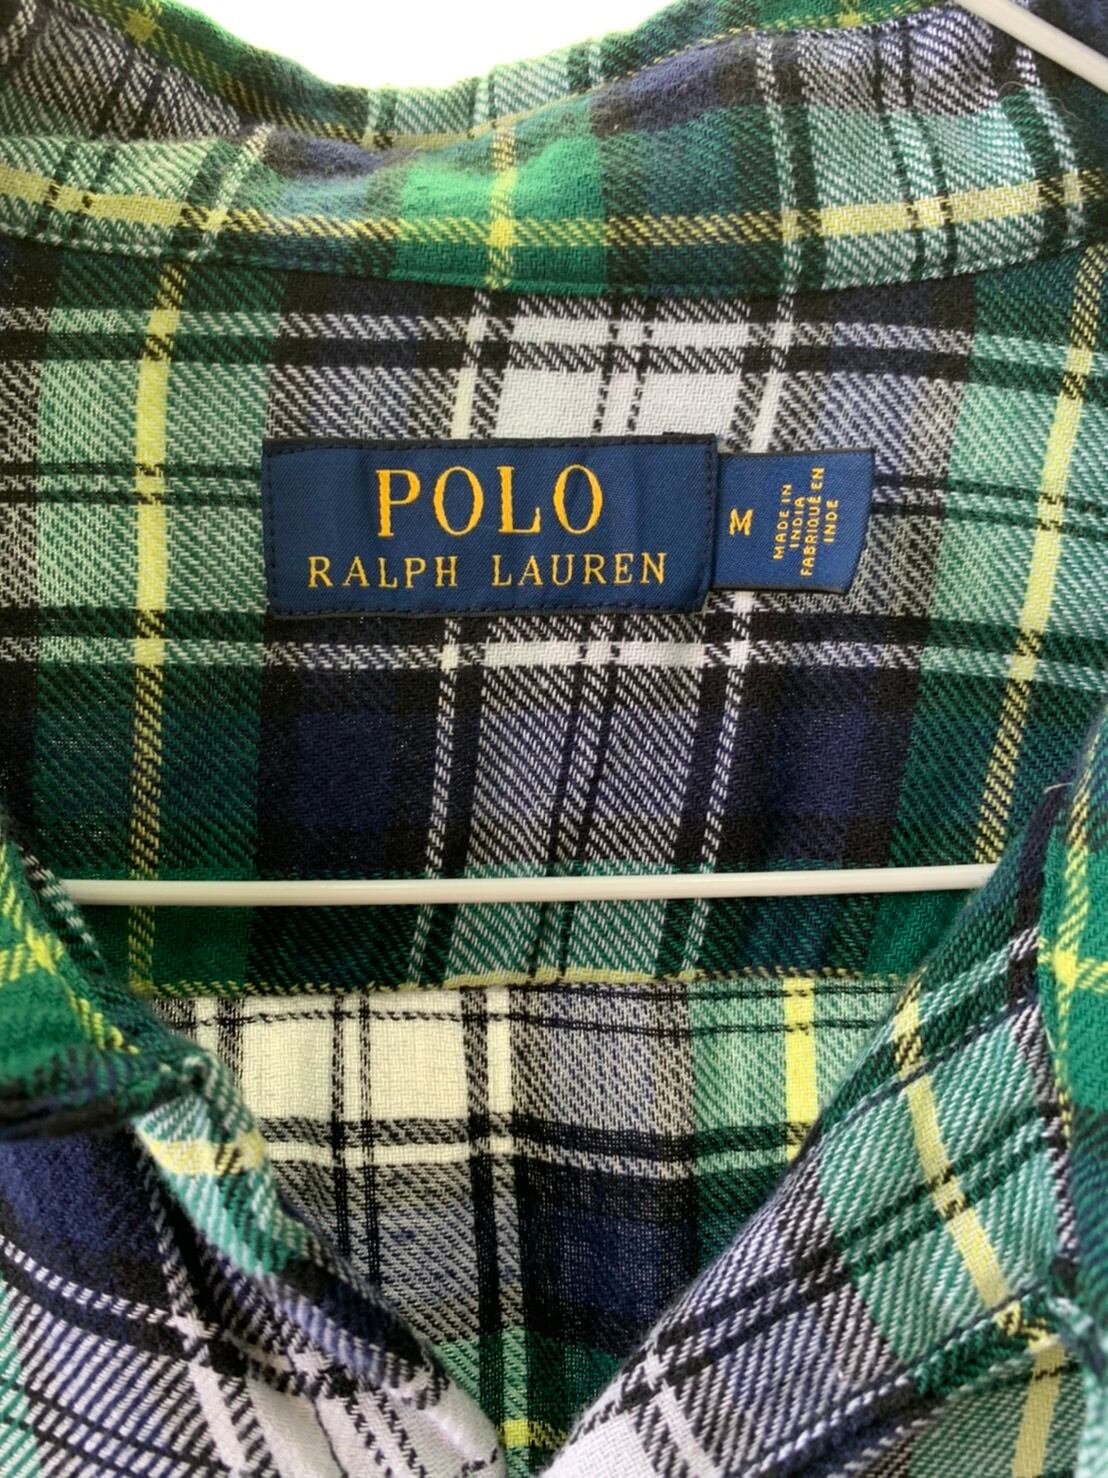 POLO
RALPH LAUREN
M
MADE IN
INDIA
FABRIQUÉ EN
INDE